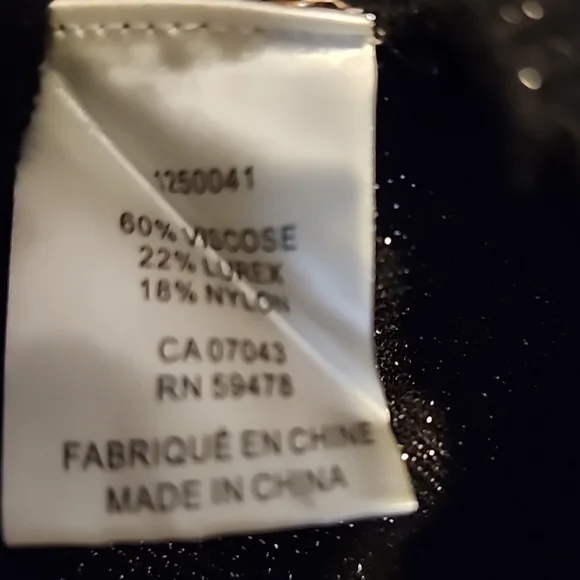 1250041
60% VISCOSE
22% LUREX
18% NYLON
CA 07043
RN 59478
FABRIQUÉ EN CHINE
MADE IN CHINA